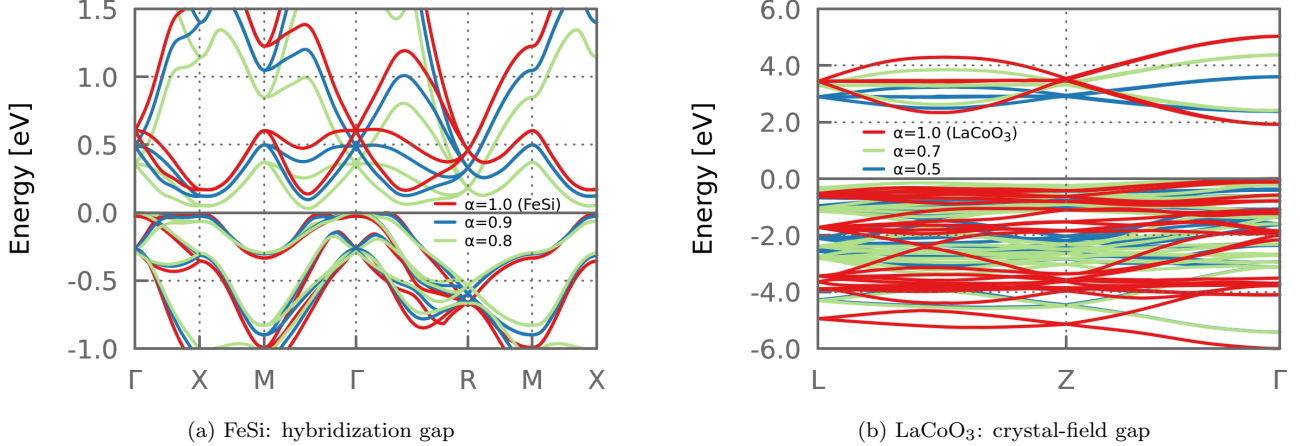 Energy [eV]
1.5
1.0
0.5
0.0
-0.5
-1.0
Γ X M Γ R M X
α=1.0 (FeSi)
α=0.9
α=0.8
(a) FeSi: hybridization gap
Energy [eV]
6.0
4.0
2.0
0.0
-2.0
-4.0
-6.0
L Z Γ
α=1.0 (LaCoO₃)
α=0.7
α=0.5
(b) LaCoO₃: crystal-field gap